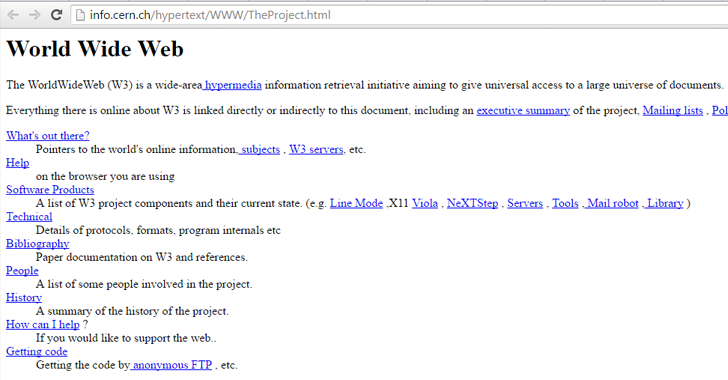 info.cern.ch/hypertext/WWW/TheProject.html
World Wide Web
The WorldWideWeb (W3) is a wide-area hypermedia information retrieval initiative aiming to give universal access to a large universe of documents.
Everything there is online about W3 is linked directly or indirectly to this document, including an executive summary of the project, Mailing lists , Pol
What's out there?
Pointers to the world's online information, subjects , W3 servers, etc.
Help
on the browser you are using
Software Products
A list of W3 project components and their current state. (e.g. Line Mode ,X11 Viola , NeXTStep , Servers , Tools , Mail robot , Library )
Technical
Details of protocols, formats, program internals etc
Bibliography
Paper documentation on W3 and references.
People
A list of some people involved in the project.
History
A summary of the history of the project.
How can I help ?
If you would like to support the web..
Getting code
Getting the code by anonymous FTP , etc.